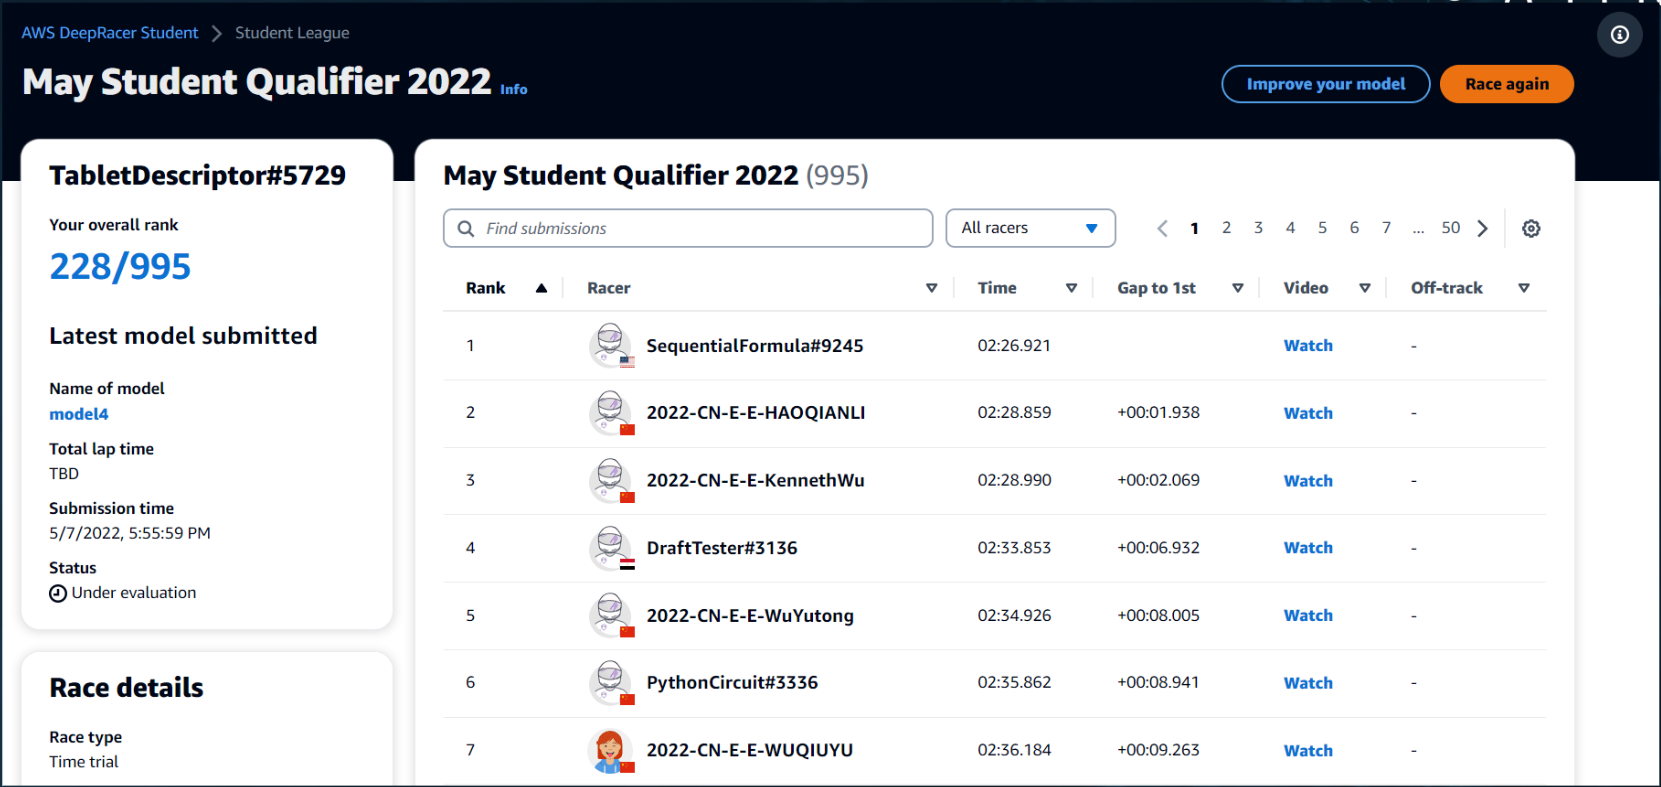 AWS DeepRacer Student > Student League
May Student Qualifier 2022 Info
Improve your model
Race again
TabletDescriptor#5729
Your overall rank
228/995
Latest model submitted
Name of model
model4
Total lap time
TBD
Submission time
5/7/2022, 5:55:59 PM
Status
Under evaluation
Race details
Race type
Time trial
May Student Qualifier 2022 (995)
Find submissions
All racers
1 2 3 4 5 6 7 ... 50
Rank Racer Time Gap to 1st Video Off-track
1 SequentialFormula#9245 02:26.921 Watch -
2 2022-CN-E-E-HAOQIANLI 02:28.859 +00:01.938 Watch -
3 2022-CN-E-E-KennethWu 02:28.990 +00:02.069 Watch -
4 DraftTester#3136 02:33.853 +00:06.932 Watch -
5 2022-CN-E-E-WuYutong 02:34.926 +00:08.005 Watch -
6 PythonCircuit#3336 02:35.862 +00:08.941 Watch -
7 2022-CN-E-E-WUQIUYU 02:36.184 +00:09.263 Watch -